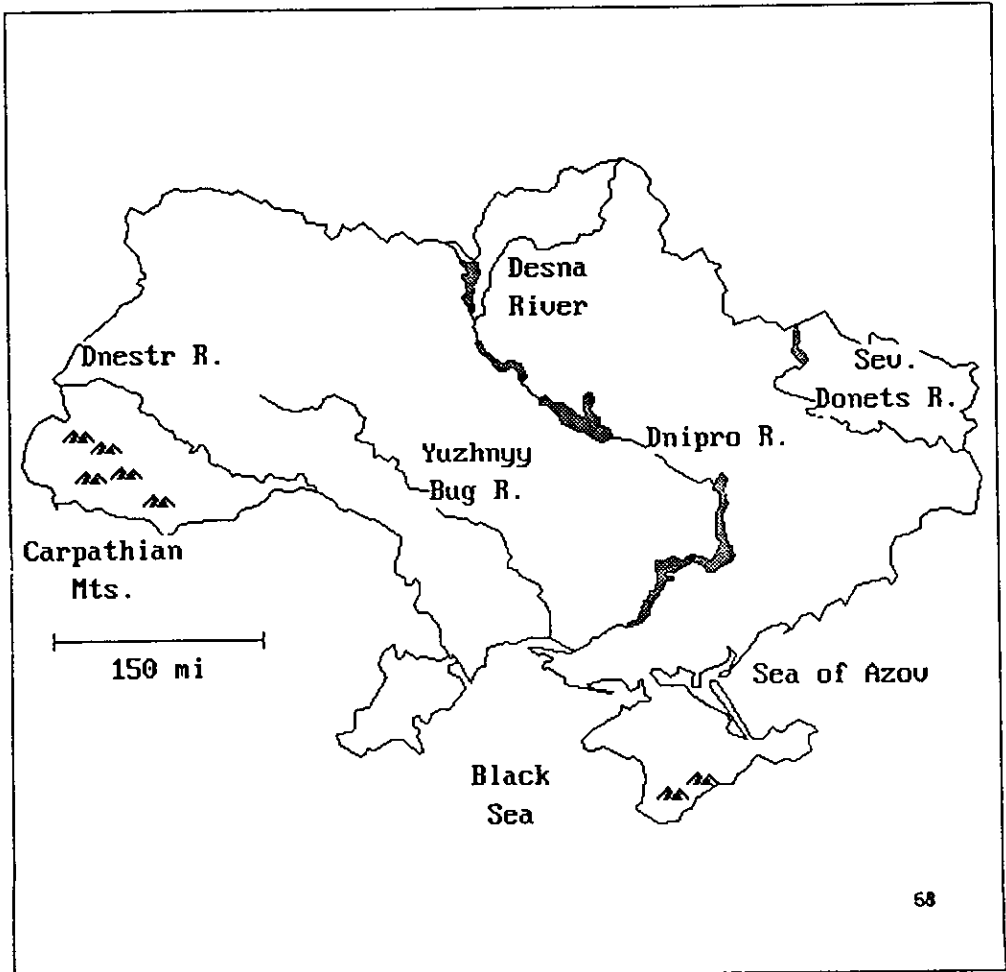 Desna
River
Dnestr R.
Sev.
Donets R.
Dnipro R.
Yuzhnyy
Bug R.
Carpathian
Mts.
150 mi
Sea of Azov
Black
Sea
58